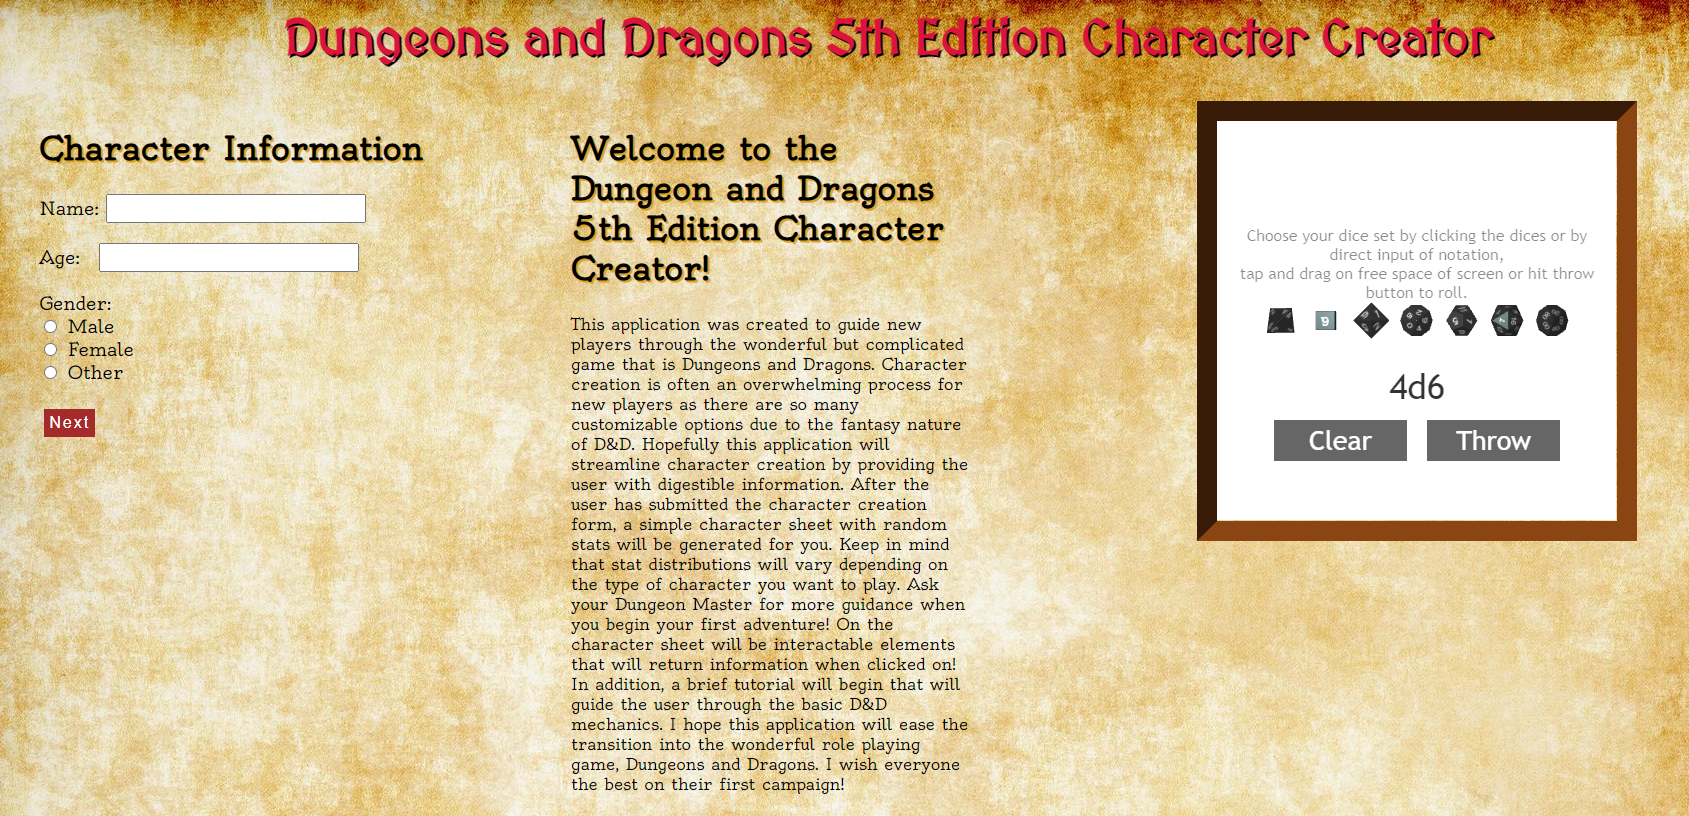 Dungeons and Dragons 5th Edition Character Creator
Character Information
Name:
Age:
Gender:
Male
Female
Other
Next
Welcome to the
Dungeon and Dragons
5th Edition Character
Creator!
This application was created to guide new
players through the wonderful but complicated
game that is Dungeons and Dragons. Character
creation is often an overwhelming process for
new players as there are so many
customizable options due to the fantasy nature
of D&D. Hopefully this application will
streamline character creation by providing the
user with digestible information. After the
user has submitted the character creation
form, a simple character sheet with random
stats will be generated for you. Keep in mind
that stat distributions will vary depending on
the type of character you want to play. Ask
your Dungeon Master for more guidance when
you begin your first adventure! On the
character sheet will be interactable elements
that will return information when clicked on!
In addition, a brief tutorial will begin that will
guide the user through the basic D&D
mechanics. I hope this application will ease the
transition into the wonderful role playing
game, Dungeons and Dragons. I wish everyone
the best on their first campaign!
Choose your dice set by clicking the dices or by
direct input of notation,
tap and drag on free space of screen or hit throw
button to roll.
4d6
Clear
Throw